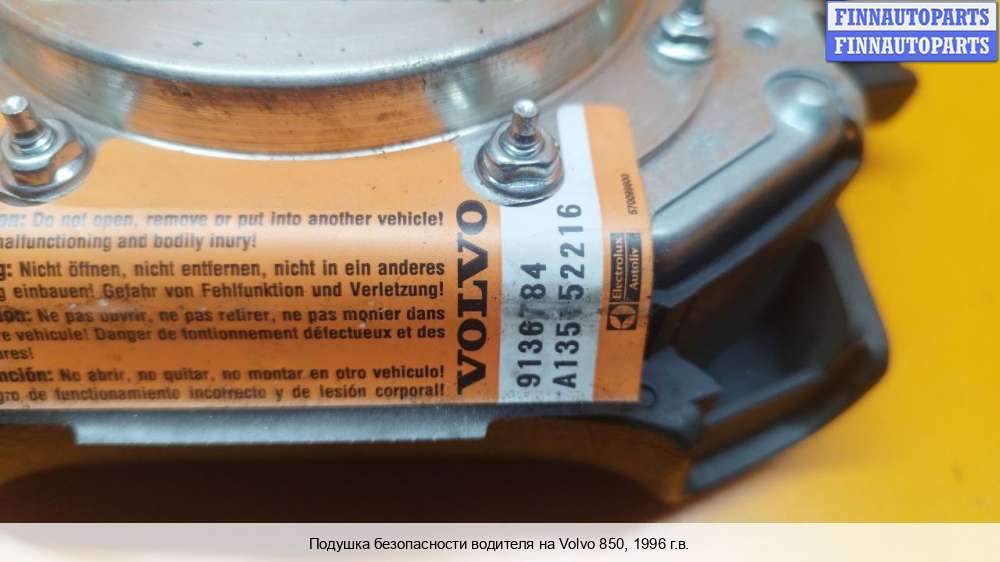 FINNAUTOPARTS
FINNAUTOPARTS
on: Do not open, remove or put into another vehicle!
malfunctioning and bodily inury!
g: Nicht öffnen, nicht entfernen, nicht in ein anderes
g einbauen! Gefahr von Fehlfunktion und Verletzung!
ion: Ne pas ouvrir, ne pas retirer, ne pas monier dans
re vehicule! Danger de fontionnement défectueux et des
ures!
nción: No abrir, no quitar, no montar en otro vehiculo!
gro de funcionamiento incorrecto y de lesión corporal!
VOLVO
9136784
A135 52216
Electrolux
Autoliv
570099800
Подушка безопасности водителя на Volvo 850, 1996 г.в.